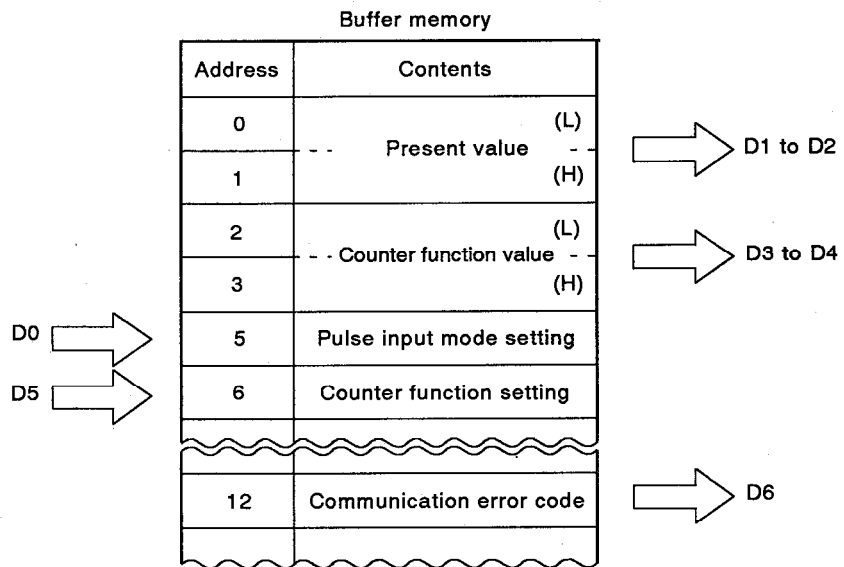 Buffer memory
Address Contents
0 (L)
Present value D1 to D2
1 (H)
2 (L)
Counter function value D3 to D4
3 (H)
D0 5 Pulse input mode setting
D5 6 Counter function setting
12 Communication error code D6